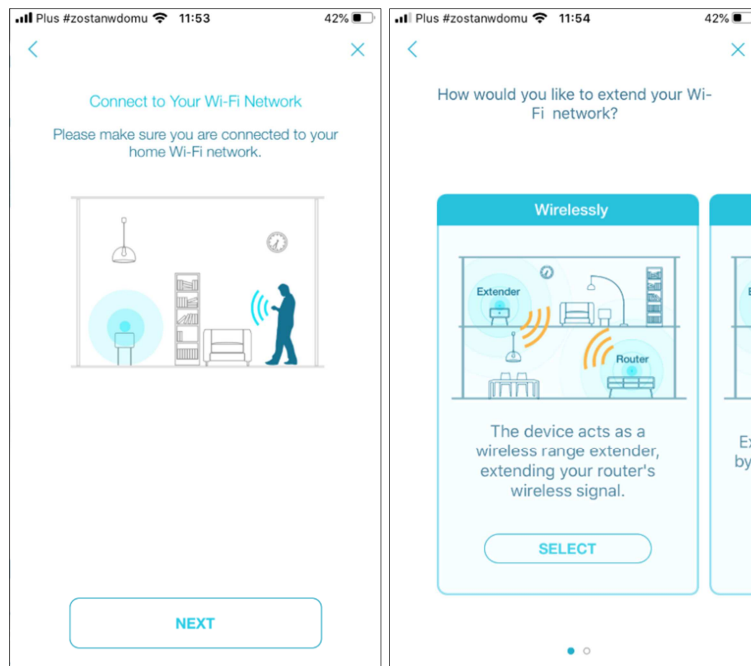 Plus #zostanwdomu 11:53 42%
Connect to Your Wi-Fi Network
Please make sure you are connected to your
home Wi-Fi network.
NEXT
Plus #zostanwdomu 11:54 42%
How would you like to extend your Wi-
Fi network?
Wirelessly
Extender
Router
The device acts as a
wireless range extender,
extending your router's
wireless signal.
SELECT
by